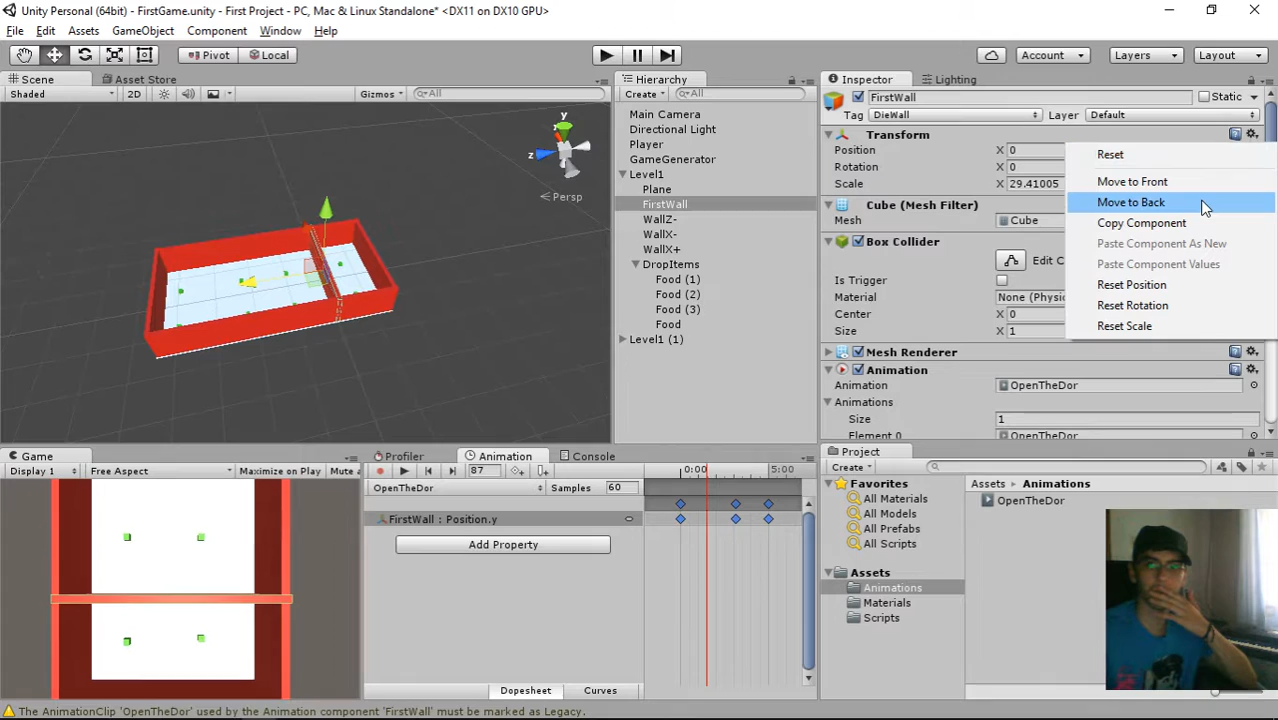 Unity Personal (64bit) - FirstGame.unity - First Project - PC, Mac & Linux Standalone* <DX11 on DX10 GPU>
File Edit Assets GameObject Component Window Help
Pivot Local Account Layers Layout
Scene Asset Store
Shaded 2D Gizmos All
y
z
Persp
Hierarchy
Create All
Main Camera
Directional Light
Player
GameGenerator
Level1
Plane
FirstWall
WallZ-
WallX-
WallX+
DropItems
Food (1)
Food (2)
Food (3)
Food
Level1 (1)
Inspector Lighting
FirstWall Static
Tag DieWall Layer Default
Transform
Position X 0
Rotation X 0
Scale X 29.41005
Cube (Mesh Filter)
Mesh Cube
Box Collider
Edit C
Is Trigger
Material None (Physi
Center X 0
Size X 1
Mesh Renderer
Animation
Animation OpenTheDor
Animations
Size 1
Element 0 OpenTheDor
Reset
Move to Front
Move to Back
Copy Component
Paste Component As New
Paste Component Values
Reset Position
Reset Rotation
Reset Scale
Game
Display 1 Free Aspect Maximize on Play Mute
Profiler Animation Console
87 0:00 5:00
OpenTheDor Samples 60
FirstWall : Position.y
Add Property
Dopesheet Curves
Project
Create
Favorites
All Materials
All Models
All Prefabs
All Scripts
Assets
Animations
Materials
Scripts
Assets Animations
OpenTheDor
The AnimationClip 'OpenTheDor' used by the Animation component 'FirstWall' must be marked as Legacy.